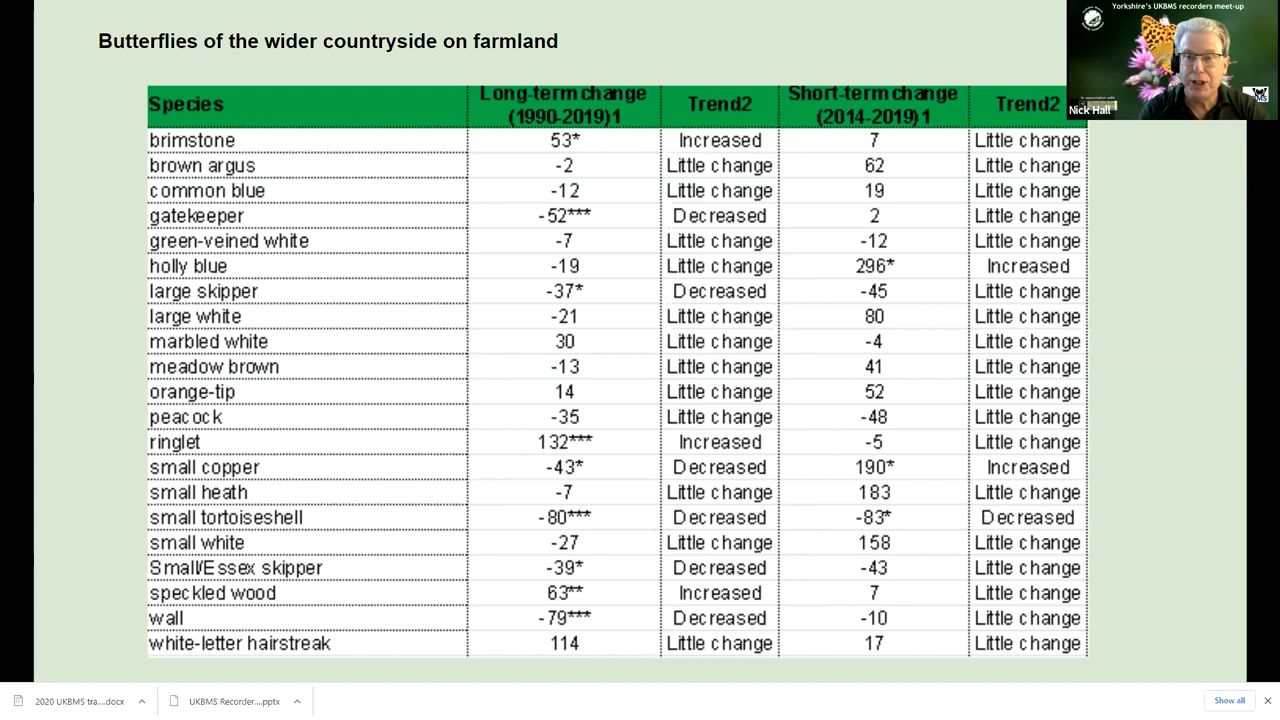 Butterflies of the wider countryside on farmland
Yorkshire's UKBMS recorders meet-up
Nick Hall
Species Long-term change (1990-2019)1 Trend2 Short-term change (2014-2019)1 Trend2
brimstone 53* Increased 7 Little change
brown argus -2 Little change 62 Little change
common blue -12 Little change 19 Little change
gatekeeper -52*** Decreased 2 Little change
green-veined white -7 Little change -12 Little change
holly blue -19 Little change 296* Increased
large skipper -37* Decreased -45 Little change
large white -21 Little change 80 Little change
marbled white 30 Little change -4 Little change
meadow brown -13 Little change 41 Little change
orange-tip 14 Little change 52 Little change
peacock -35 Little change -48 Little change
ringlet 132*** Increased -5 Little change
small copper -43* Decreased 190* Increased
small heath -7 Little change 183 Little change
small tortoiseshell -80*** Decreased -83* Decreased
small white -27 Little change 158 Little change
Small/Essex skipper -39* Decreased -43 Little change
speckled wood 63** Increased 7 Little change
wall -79*** Decreased -10 Little change
white-letter hairstreak 114 Little change 17 Little change
2020 UKBMS tra....docx
UKBMS Recorder....pptx
Show all